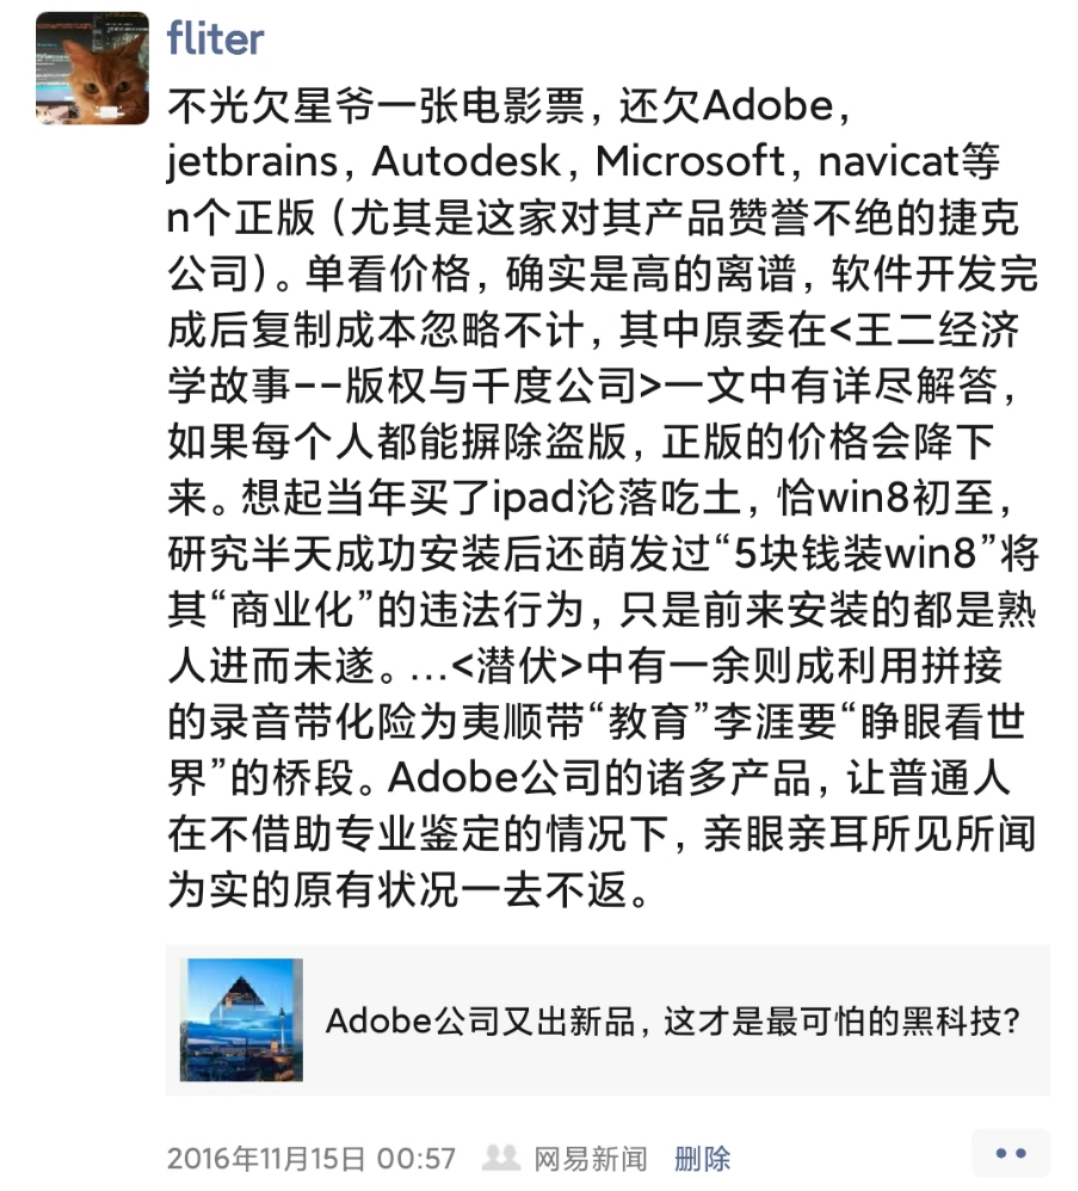 fliter
不光欠星爷一张电影票，还欠Adobe，
jetbrains，Autodesk，Microsoft，navicat等
n个正版（尤其是这家对其产品赞誉不绝的捷克
公司）。单看价格，确实是高的离谱，软件开发完
成后复制成本忽略不计，其中原委在<王二经济
学故事--版权与千度公司>一文中有详尽解答，
如果每个人都能摒除盗版，正版的价格会降下
来。想起当年买了ipad沦落吃土，恰win8初至，
研究半天成功安装后还萌发过“5块钱装win8”将
其“商业化”的违法行为，只是前来安装的都是熟
人进而未遂。...<潜伏>中有一余则成利用拼接
的录音带化险为夷顺带“教育”李涯要“睁眼看世
界”的桥段。Adobe公司的诸多产品，让普通人
在不借助专业鉴定的情况下，亲眼亲耳所见所闻
为实的原有状况一去不返。
Adobe公司又出新品，这才是最可怕的黑科技？
2016年11月15日 00:57 网易新闻 删除